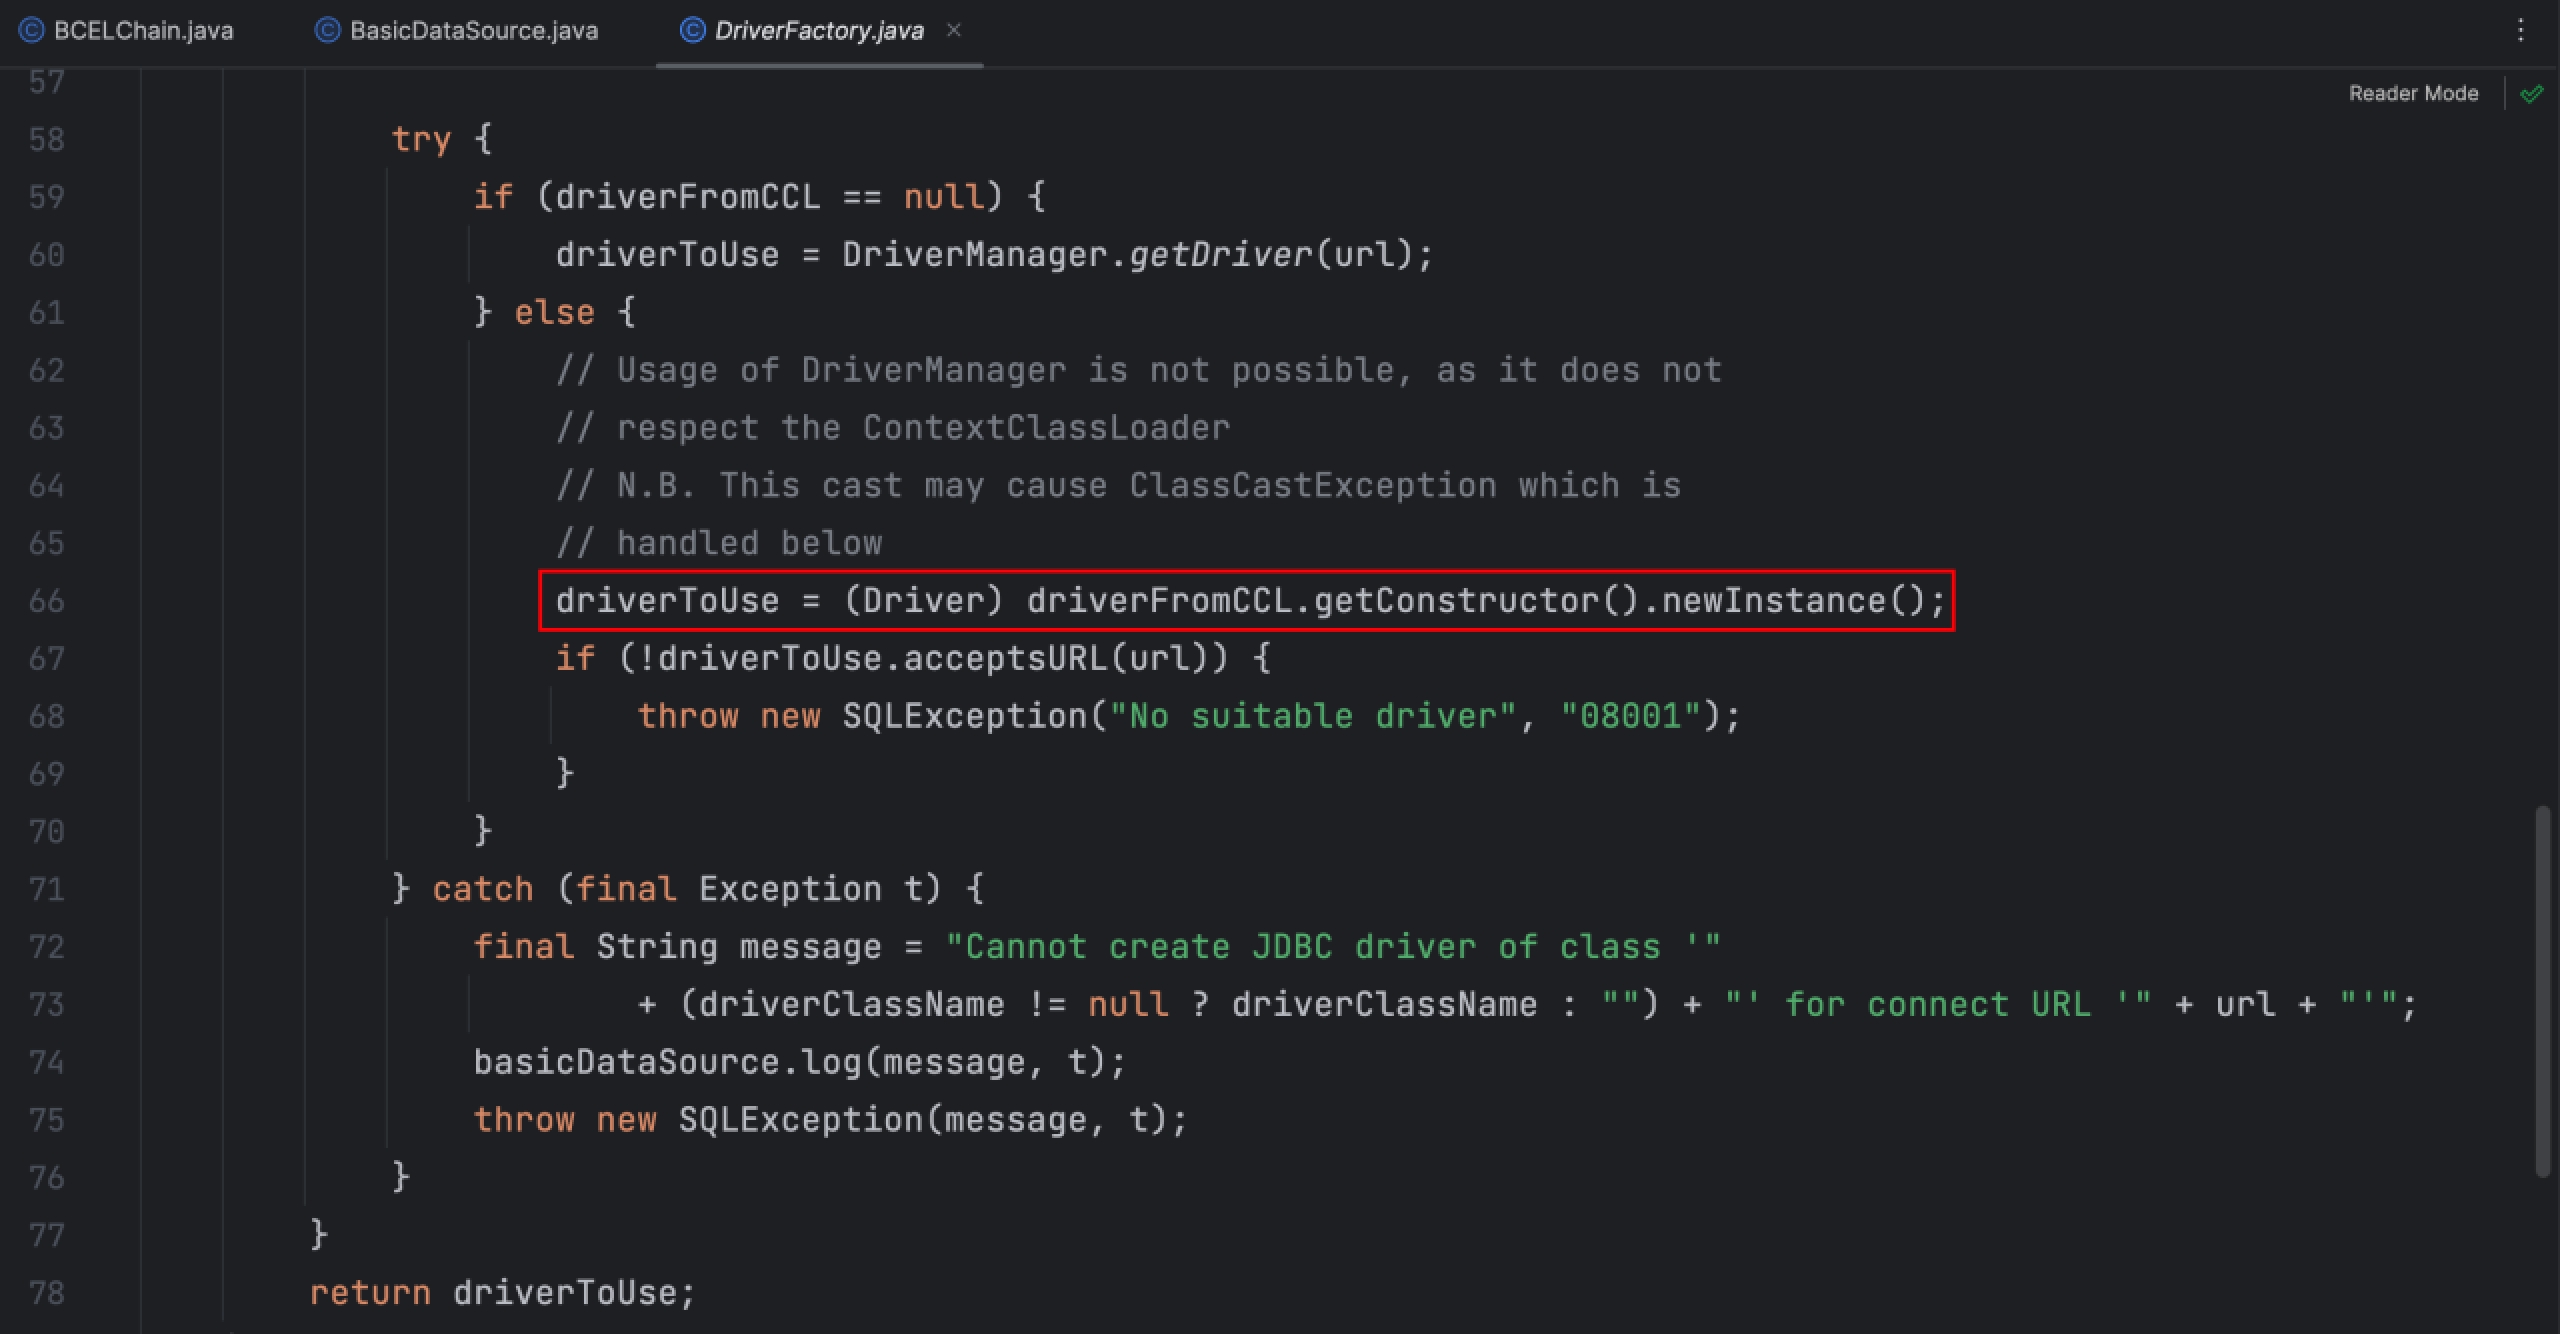 BCELChain.java BasicDataSource.java DriverFactory.java
Reader Mode
57
58 try {
59 if (driverFromCCL == null) {
60 driverToUse = DriverManager.getDriver(url);
61 } else {
62 // Usage of DriverManager is not possible, as it does not
63 // respect the ContextClassLoader
64 // N.B. This cast may cause ClassCastException which is
65 // handled below
66 driverToUse = (Driver) driverFromCCL.getConstructor().newInstance();
67 if (!driverToUse.acceptsURL(url)) {
68 throw new SQLException("No suitable driver", "08001");
69 }
70 }
71 } catch (final Exception t) {
72 final String message = "Cannot create JDBC driver of class '"
73 + (driverClassName != null ? driverClassName : "") + "' for connect URL '" + url + "'";
74 basicDataSource.log(message, t);
75 throw new SQLException(message, t);
76 }
77 }
78 return driverToUse;